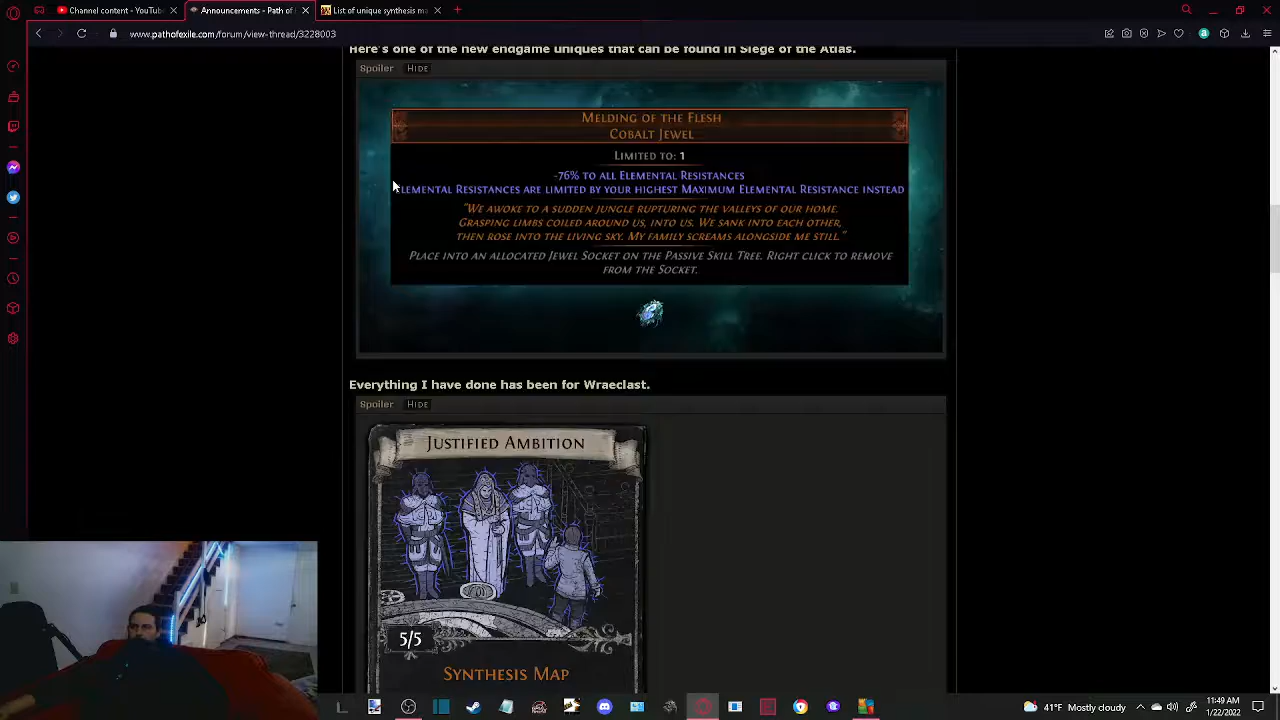 Channel content - YouTub
Announcements - Path of E
List of unique synthesis ma
www.pathofexile.com/forum/view-thread/3228003
Here's one of the new endgame uniques that can be found in Siege of the Atlas.
Spoiler HIDE
MELDING OF THE FLESH
COBALT JEWEL
LIMITED TO: 1
-76% TO ALL ELEMENTAL RESISTANCES
ELEMENTAL RESISTANCES ARE LIMITED BY YOUR HIGHEST MAXIMUM ELEMENTAL RESISTANCE INSTEAD
"WE AWOKE TO A SUDDEN JUNGLE RUPTURING THE VALLEYS OF OUR HOME.
GRASPING LIMBS COILED AROUND US, INTO US. WE SANK INTO EACH OTHER,
THEN ROSE INTO THE LIVING SKY. MY FAMILY SCREAMS ALONGSIDE ME STILL."
PLACE INTO AN ALLOCATED JEWEL SOCKET ON THE PASSIVE SKILL TREE. RIGHT CLICK TO REMOVE
FROM THE SOCKET.
Everything I have done has been for Wraeclast.
Spoiler HIDE
JUSTIFIED AMBITION
5/5
SYNTHESIS MAP
41°F Mostly cloudy
11:49 AM
1/22/2022